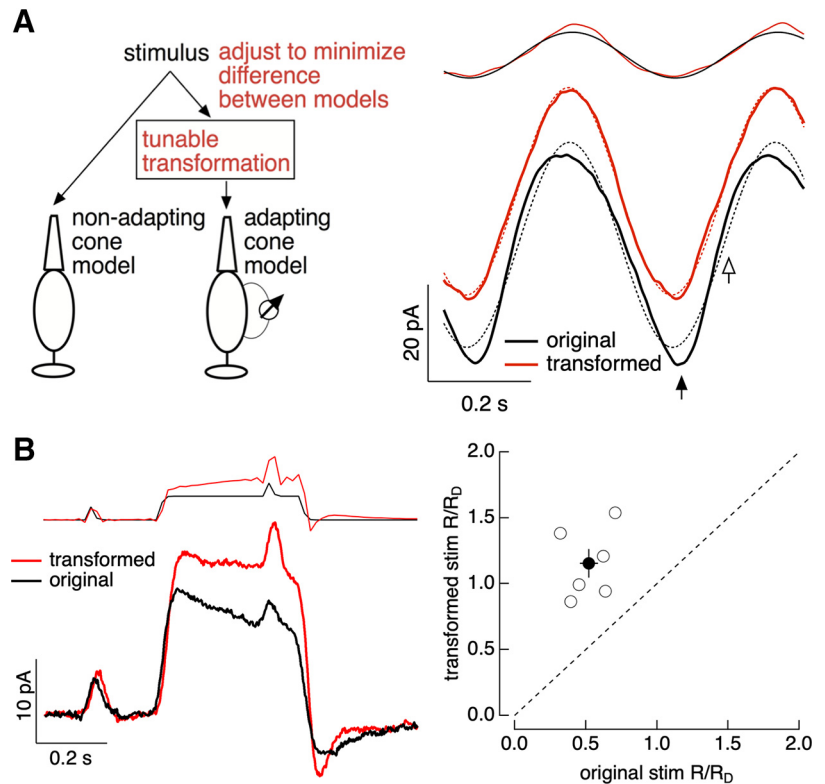 A
stimulus
adjust to minimize
difference
between models
tunable
transformation
non-adapting
cone
model
adapting
cone
model
20 pA
0.2 s
original
transformed
B
transformed
original
10 pA
0.2 s
transformed stim R/RD
2.0
1.5
1.0
0.5
0.0
0.0 0.5 1.0 1.5 2.0
original stim R/RD